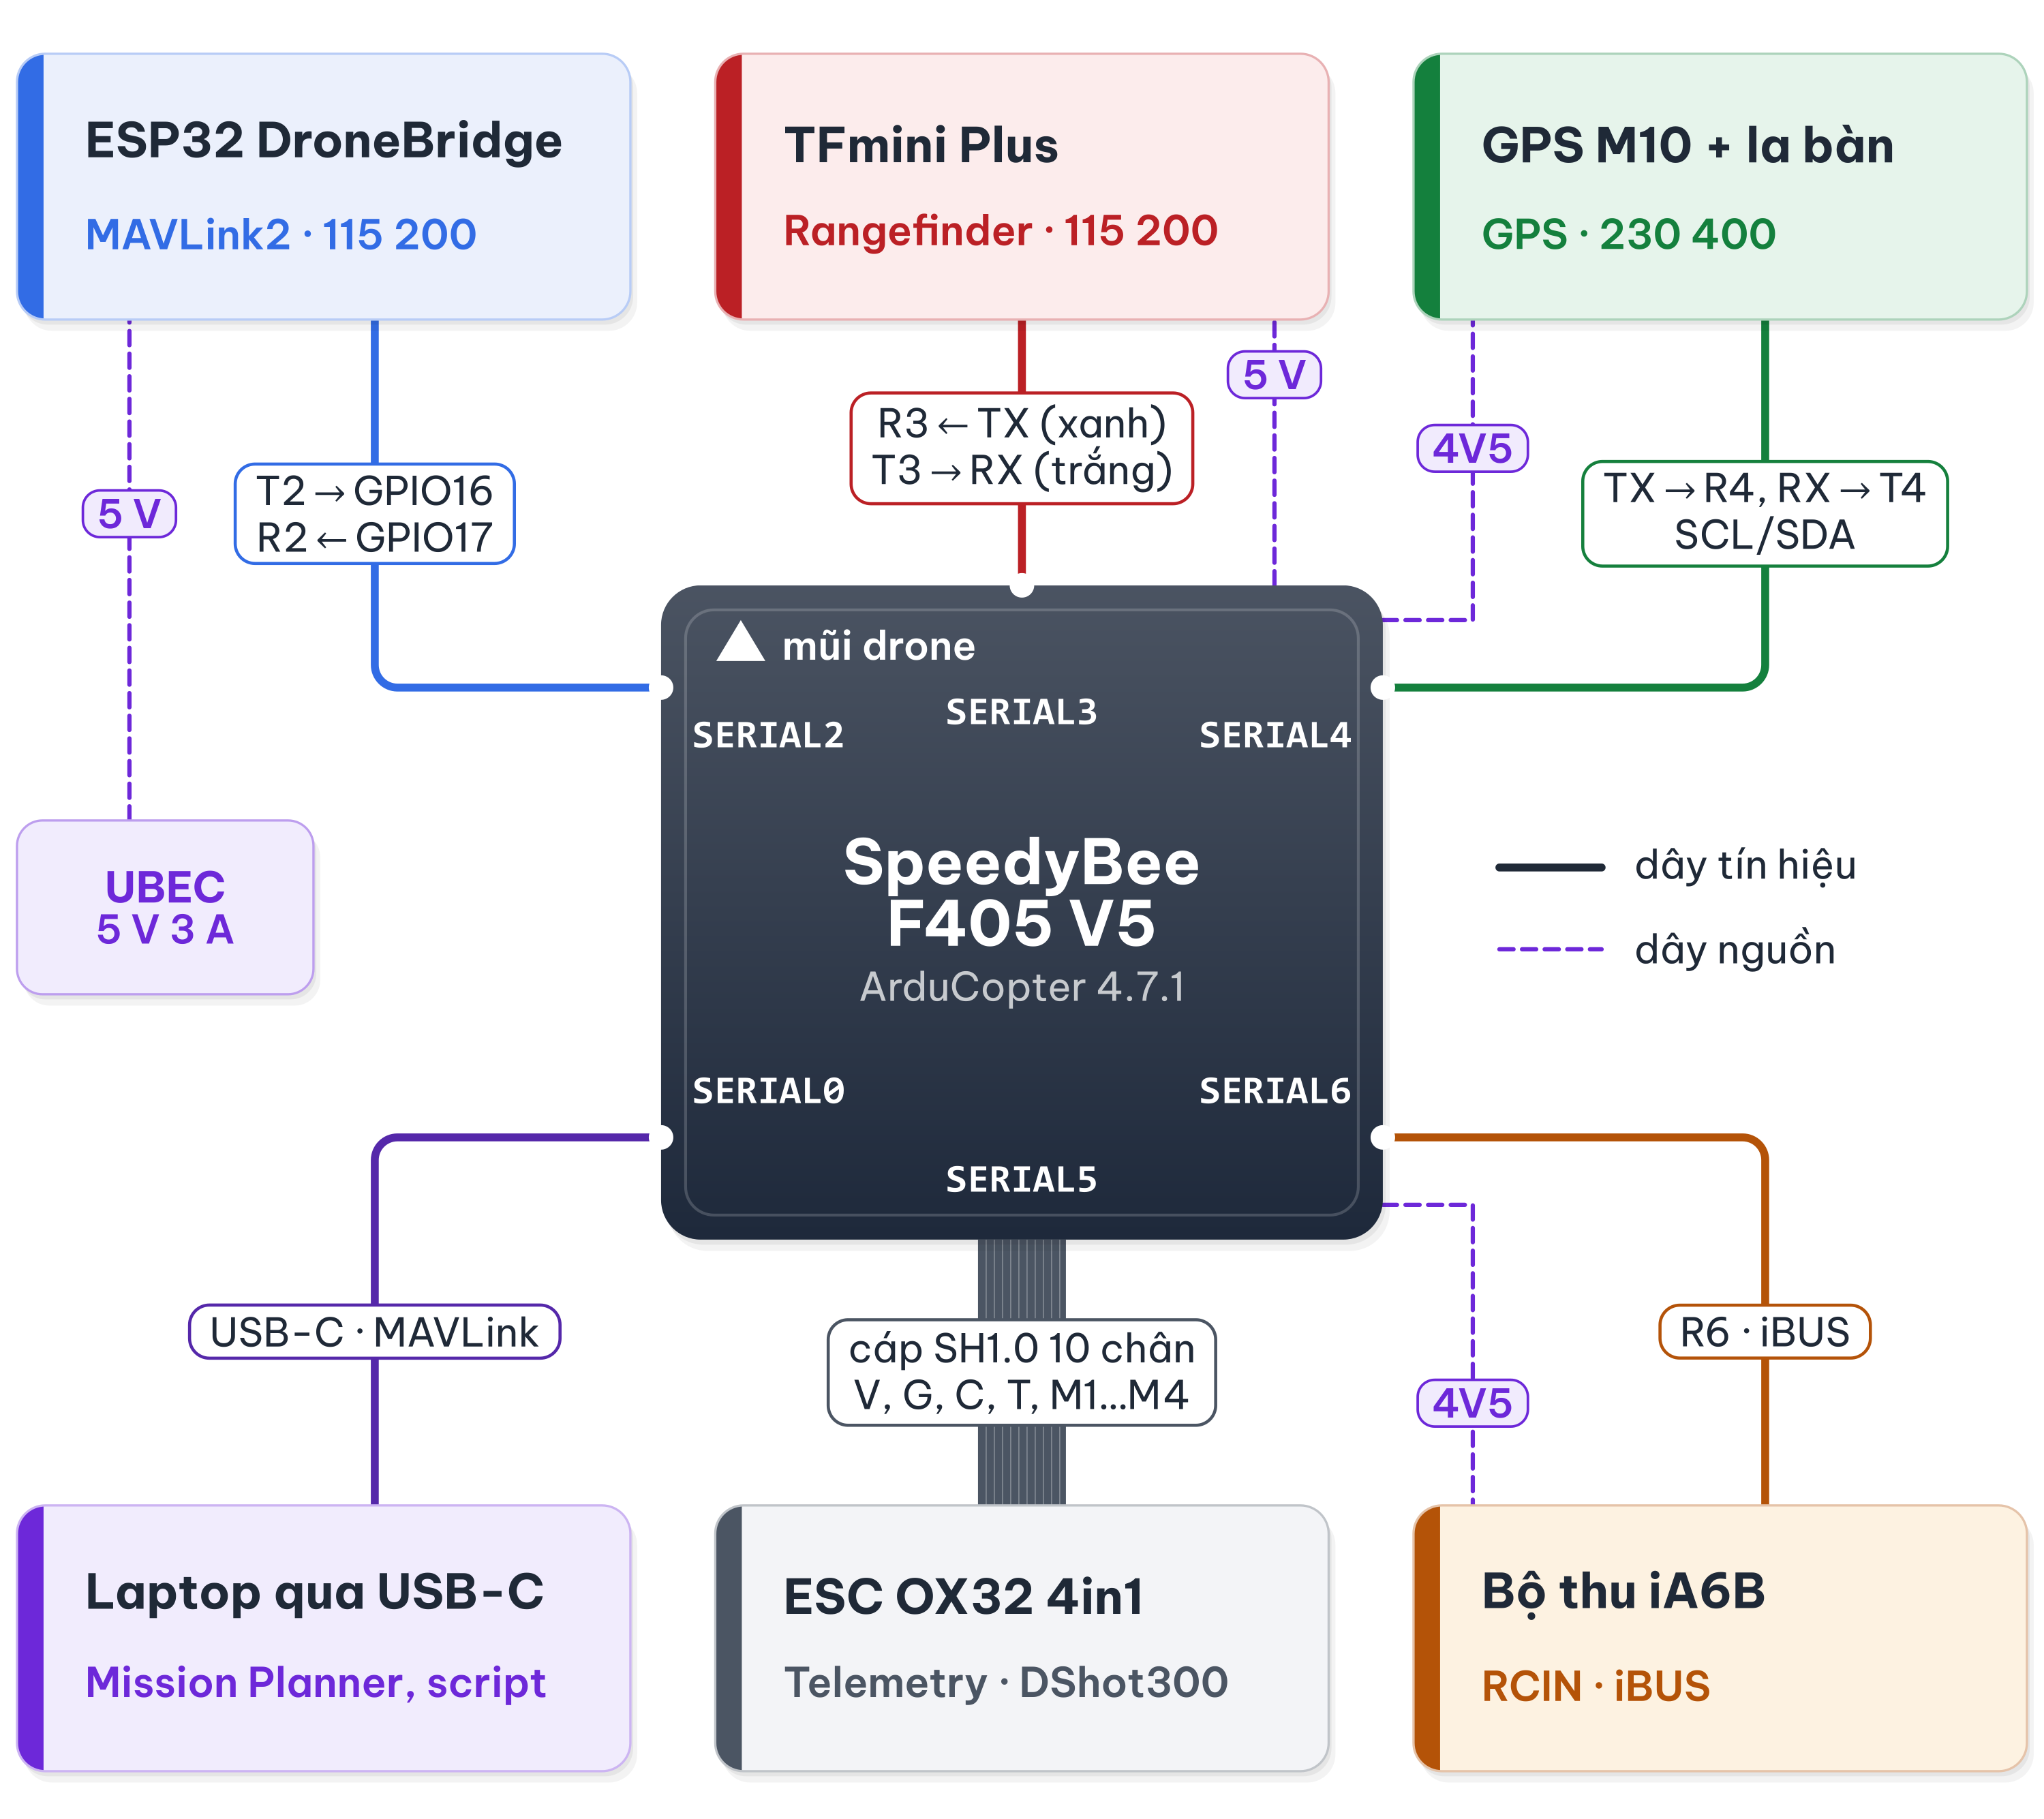 ESP32 DroneBridge
MAVLink2 · 115 200
TFmini Plus
Rangefinder · 115 200
GPS M10 + la bàn
GPS · 230 400
5 V
T2 → GPIO16
R2 ← GPIO17
R3 ← TX (xanh)
T3 → RX (trắng)
5 V
4V5
TX → R4, RX → T4
SCL/SDA
mũi drone
SERIAL2
SERIAL3
SERIAL4
UBEC
5 V 3 A
SpeedyBee
F405 V5
ArduCopter 4.7.1
dây tín hiệu
dây nguồn
SERIAL0
SERIAL6
SERIAL5
USB-C · MAVLink
cáp SH1.0 10 chân
V, G, C, T, M1...M4
4V5
R6 · iBUS
Laptop qua USB-C
Mission Planner, script
ESC OX32 4in1
Telemetry · DShot300
Bộ thu iA6B
RCIN · iBUS